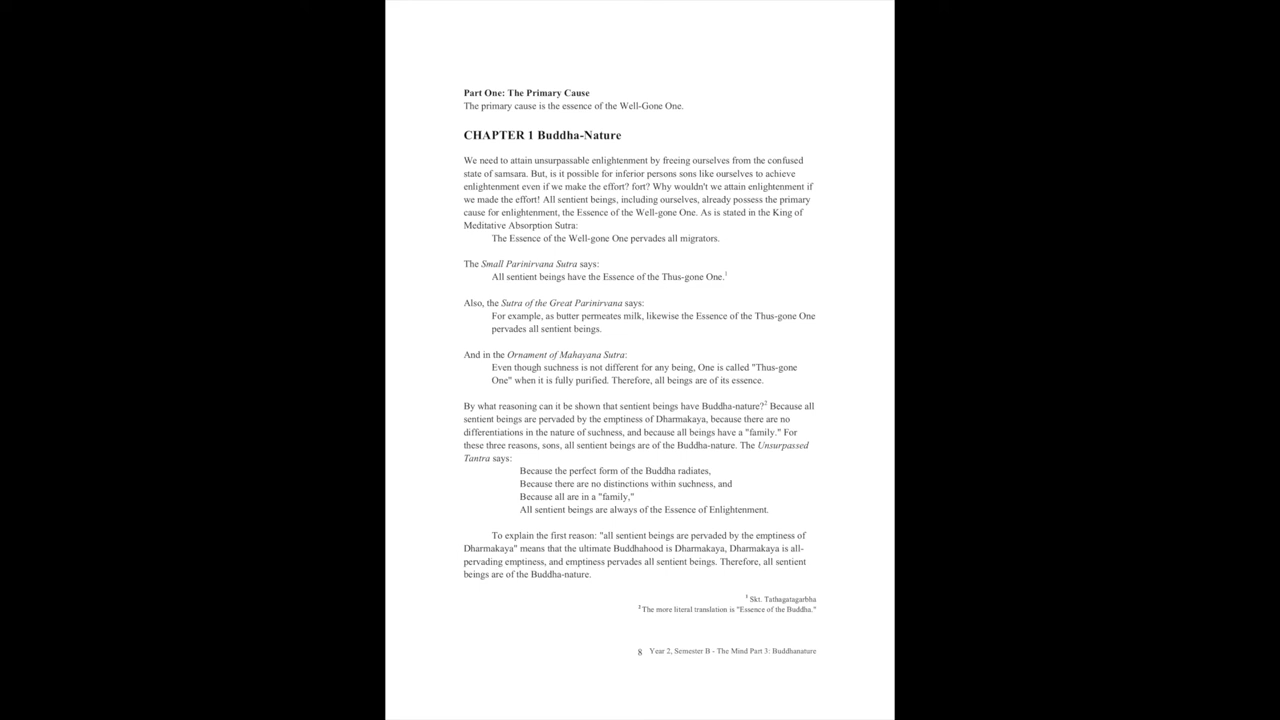 Part One: The Primary Cause
The primary cause is the essence of the Well-Gone One.
CHAPTER 1 Buddha-Nature
We need to attain unsurpassable enlightenment by freeing ourselves from the confused
state of samsara. But, is it possible for inferior persons sons like ourselves to achieve
enlightenment even if we make the effort? fort? Why wouldn't we attain enlightenment if
we made the effort! All sentient beings, including ourselves, already possess the primary
cause for enlightenment, the Essence of the Well-gone One. As is stated in the King of
Meditative Absorption Sutra:
The Essence of the Well-gone One pervades all migrators.
The Small Parinirvana Sutra says:
All sentient beings have the Essence of the Thus-gone One.1
Also, the Sutra of the Great Parinirvana says:
For example, as butter permeates milk, likewise the Essence of the Thus-gone One
pervades all sentient beings.
And in the Ornament of Mahayana Sutra:
Even though suchness is not different for any being, One is called "Thus-gone
One" when it is fully purified. Therefore, all beings are of its essence.
By what reasoning can it be shown that sentient beings have Buddha-nature?2 Because all
sentient beings are pervaded by the emptiness of Dharmakaya, because there are no
differentiations in the nature of suchness, and because all beings have a "family." For
these three reasons, sons, all sentient beings are of the Buddha-nature. The Unsurpassed
Tantra says:
Because the perfect form of the Buddha radiates,
Because there are no distinctions within suchness, and
Because all are in a "family,"
All sentient beings are always of the Essence of Enlightenment.
To explain the first reason: "all sentient beings are pervaded by the emptiness of
Dharmakaya" means that the ultimate Buddhahood is Dharmakaya, Dharmakaya is all-
pervading emptiness, and emptiness pervades all sentient beings. Therefore, all sentient
beings are of the Buddha-nature.
1 Skt. Tathagatagarbha
2 The more literal translation is "Essence of the Buddha."
8 Year 2, Semester B - The Mind Part 3: Buddhanature